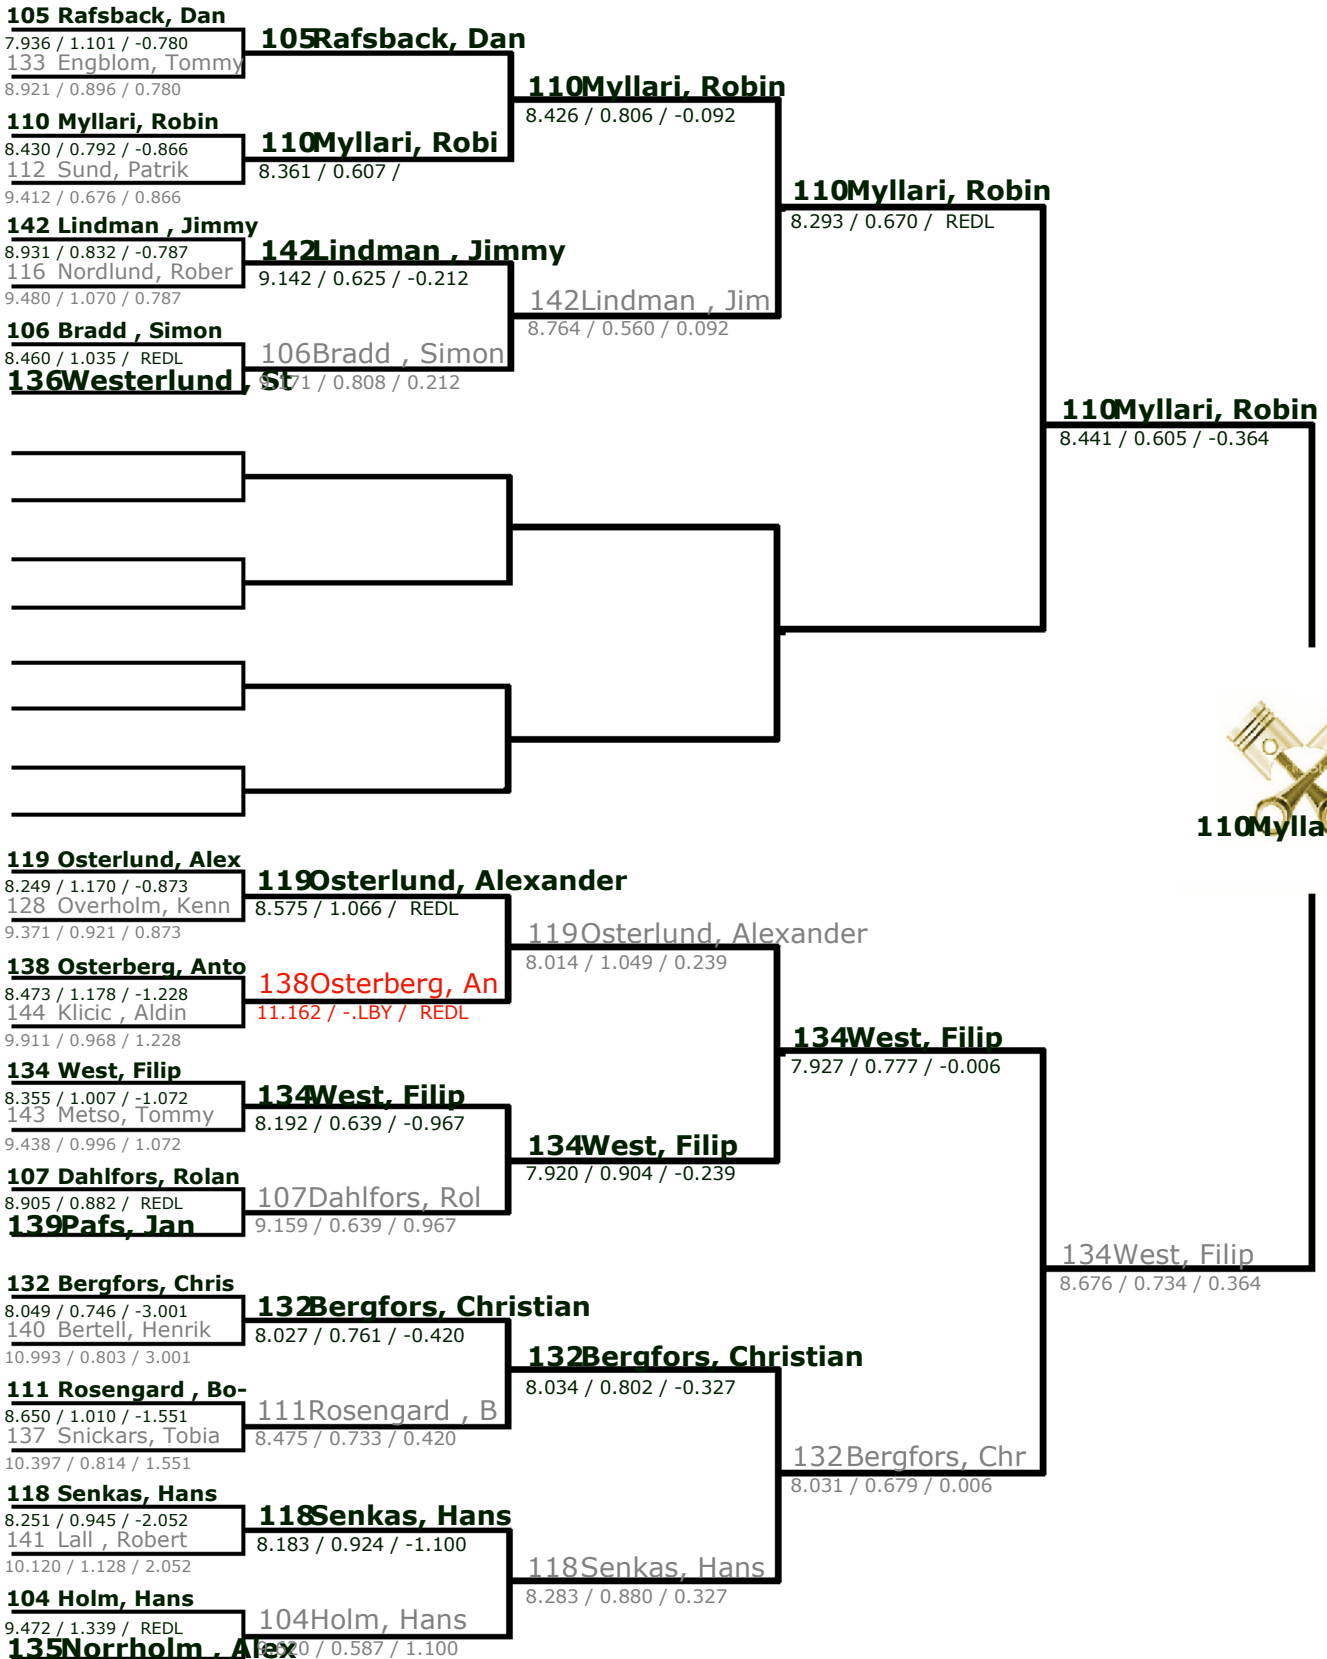 105 Rafsback, Dan
7.936 / 1.101 / -0.780
133 Engblom, Tommy
8.921 / 0.896 / 0.780
110 Myllari, Robin
8.430 / 0.792 / -0.866
112 Sund, Patrik
9.412 / 0.676 / 0.866
142 Lindman , Jimmy
8.931 / 0.832 / -0.787
116 Nordlund, Rober
9.480 / 1.070 / 0.787
106 Bradd , Simon
8.460 / 1.035 / REDL
136Westerlund , St
105Rafsback, Dan
110Myllari, Robi
8.361 / 0.607 /
142Lindman , Jimmy
9.142 / 0.625 / -0.212
106Bradd , Simon
/ 0.808 / 0.212
110Myllari, Robin
8.426 / 0.806 / -0.092
142Lindman , Jim
8.764 / 0.560 / 0.092
110Myllari, Robin
8.293 / 0.670 / REDL
110Myllari, Robin
8.441 / 0.605 / -0.364
110Mylla
119 Osterlund, Alex
8.249 / 1.170 / -0.873
128 Overholm, Kenn
9.371 / 0.921 / 0.873
138 Osterberg, Anto
8.473 / 1.178 / -1.228
144 Klicic , Aldin
9.911 / 0.968 / 1.228
134 West, Filip
8.355 / 1.007 / -1.072
143 Metso, Tommy
9.438 / 0.996 / 1.072
107 Dahlfors, Rolan
8.905 / 0.882 / REDL
139Pafs, Jan
132 Bergfors, Chris
8.049 / 0.746 / -3.001
140 Bertell, Henrik
10.993 / 0.803 / 3.001
111 Rosengard , Bo-
8.650 / 1.010 / -1.551
137 Snickars, Tobia
10.397 / 0.814 / 1.551
118 Senkas, Hans
8.251 / 0.945 / -2.052
141 Lall , Robert
10.120 / 1.128 / 2.052
104 Holm, Hans
9.472 / 1.339 / REDL
135Norrholm , Alex
119Osterlund, Alexander
8.575 / 1.066 / REDL
138Osterberg, An
11.162 / -.LBY / REDL
134West, Filip
8.192 / 0.639 / -0.967
107Dahlfors, Rol
9.159 / 0.639 / 0.967
132Bergfors, Christian
8.027 / 0.761 / -0.420
111Rosengard , B
8.475 / 0.733 / 0.420
118Senkas, Hans
8.183 / 0.924 / -1.100
104Holm, Hans
/ 0.587 / 1.100
119Osterlund, Alexander
8.014 / 1.049 / 0.239
134West, Filip
7.920 / 0.904 / -0.239
132Bergfors, Christian
8.034 / 0.802 / -0.327
118Senkas, Hans
8.283 / 0.880 / 0.327
134West, Filip
7.927 / 0.777 / -0.006
132Bergfors, Chr
8.031 / 0.679 / 0.006
134West, Filip
8.676 / 0.734 / 0.364